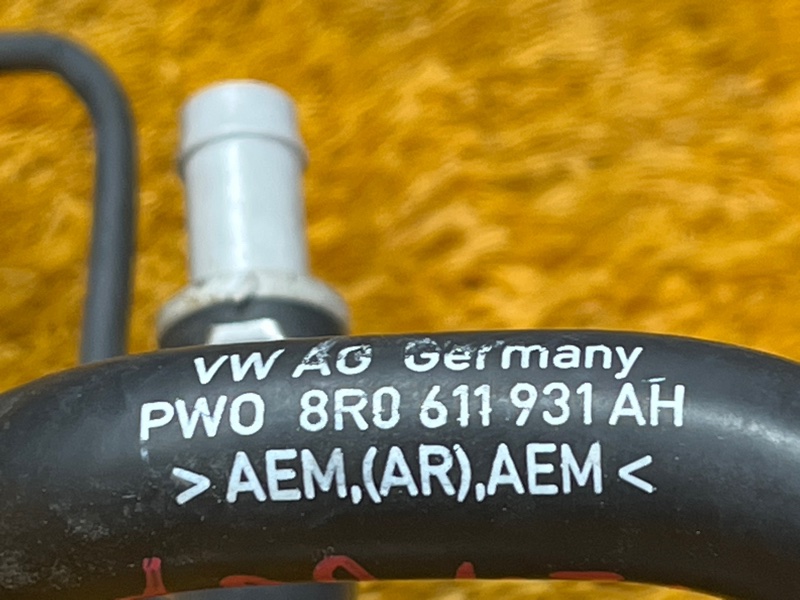 VW AG Germany
PWO 8R0 611 931 AH
>AEM,(AR),AEM<